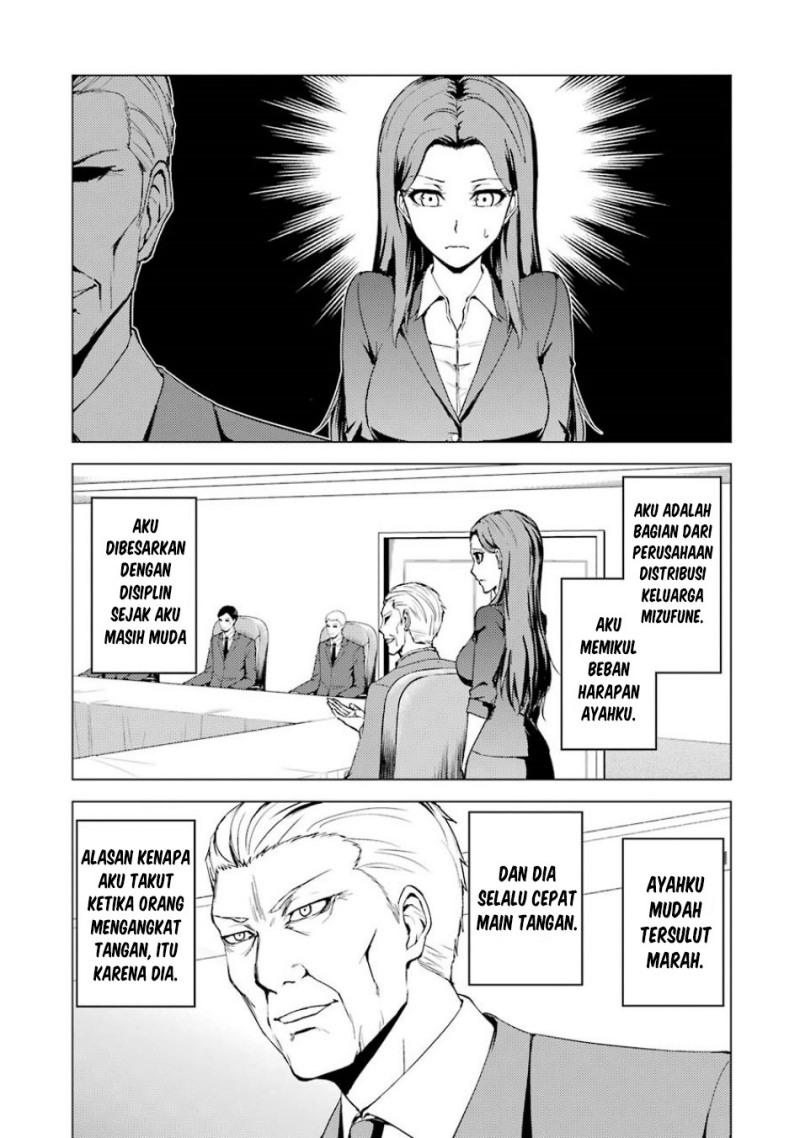 AKU ADALAH
BAGIAN DARI
PERUSAHAAN
DISTRIBUSI
KELUARGA
MIZUFUNE.
AKU
MEMIKUL
BEBAN
HARAPAN
AYAHKU.
AKU
DIBESARKAN
DENGAN
DISIPLIN
SEJAK AKU
MASIH MUDA
AYAHKU
MUDAH
TERSULUT
MARAH.
DAN DIA
SELALU CEPAT
MAIN TANGAN.
ALASAN KENAPA
AKU TAKUT
KETIKA ORANG
MENGANGKAT
TANGAN, ITU
KARENA DIA.